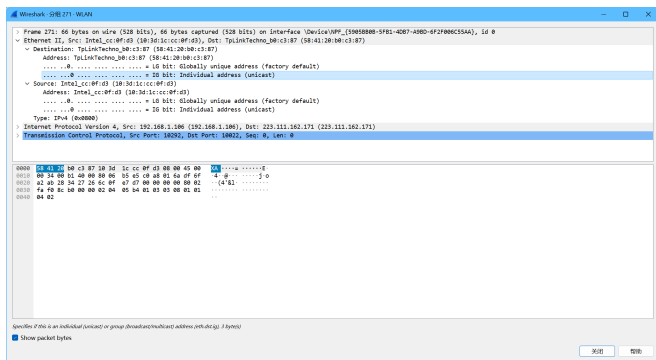 Wireshark · 分组 271 · WLAN
Frame 271: 66 bytes on wire (528 bits), 66 bytes captured (528 bits) on interface \Device\NPF_{5905BB0B-5FB1-4DB7-A9BD-6F2F006C55AA}, id 0
Ethernet II, Src: Intel_cc:0f:d3 (10:3d:1c:cc:0f:d3), Dst: TpLinkTechno_b0:c3:87 (58:41:20:b0:c3:87)
Destination: TpLinkTechno_b0:c3:87 (58:41:20:b0:c3:87)
Address: TpLinkTechno_b0:c3:87 (58:41:20:b0:c3:87)
.... ..0. .... .... .... .... = LG bit: Globally unique address (factory default)
.... ...0 .... .... .... .... = IG bit: Individual address (unicast)
Source: Intel_cc:0f:d3 (10:3d:1c:cc:0f:d3)
Address: Intel_cc:0f:d3 (10:3d:1c:cc:0f:d3)
.... ..0. .... .... .... .... = LG bit: Globally unique address (factory default)
.... ...0 .... .... .... .... = IG bit: Individual address (unicast)
Type: IPv4 (0x0800)
Internet Protocol Version 4, Src: 192.168.1.106 (192.168.1.106), Dst: 223.111.162.171 (223.111.162.171)
Transmission Control Protocol, Src Port: 10292, Dst Port: 10022, Seq: 0, Len: 0
0000 58 41 20 b0 c3 87 10 3d 1c cc 0f d3 08 00 45 00 XA ····= ······E·
0010 00 34 00 b1 40 00 80 06 b5 e5 c0 a8 01 6a df 6f ·4··@··· ·····j·o
0020 a2 ab 28 34 27 26 6c 0f e7 d7 00 00 00 00 80 02 ··(4'&l· ········
0030 fa f0 8c b0 00 00 02 04 05 b4 01 03 03 08 01 01 ········ ········
0040 04 02 ··
Specifies if this is an individual (unicast) or group (broadcast/multicast) address (eth.dst.ig), 3 byte(s)
Show packet bytes
关闭 帮助